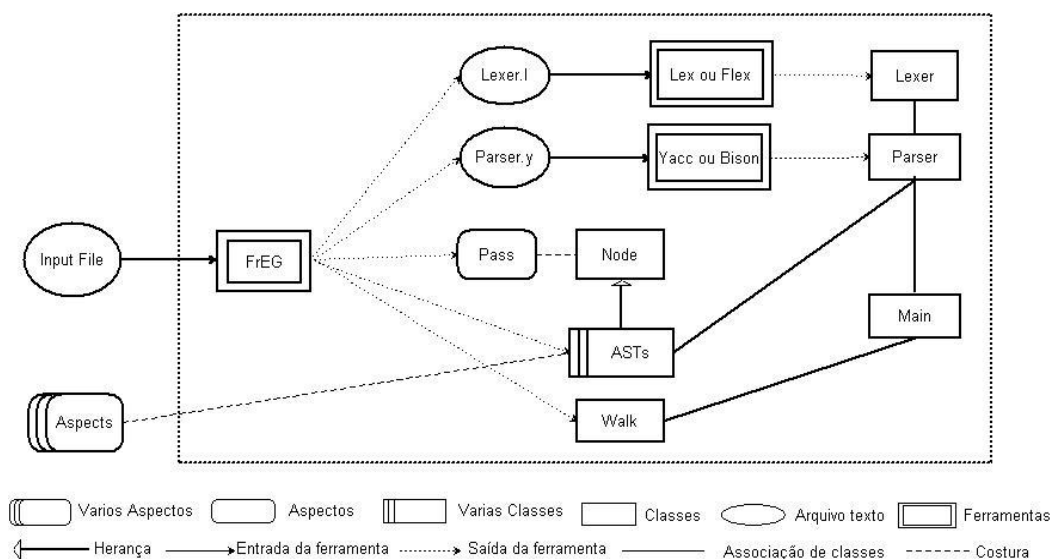 Lexer.l
Lex ou Flex
Lexer
Parser.y
Yacc ou Bison
Parser
Input File
FrEG
Pass
Node
Main
ASTs
Aspects
Walk
Varios Aspectos
Aspectos
Varias Classes
Classes
Arquivo texto
Ferramentas
Herança
Entrada da ferramenta
Saída da ferramenta
Associação de classes
Costura